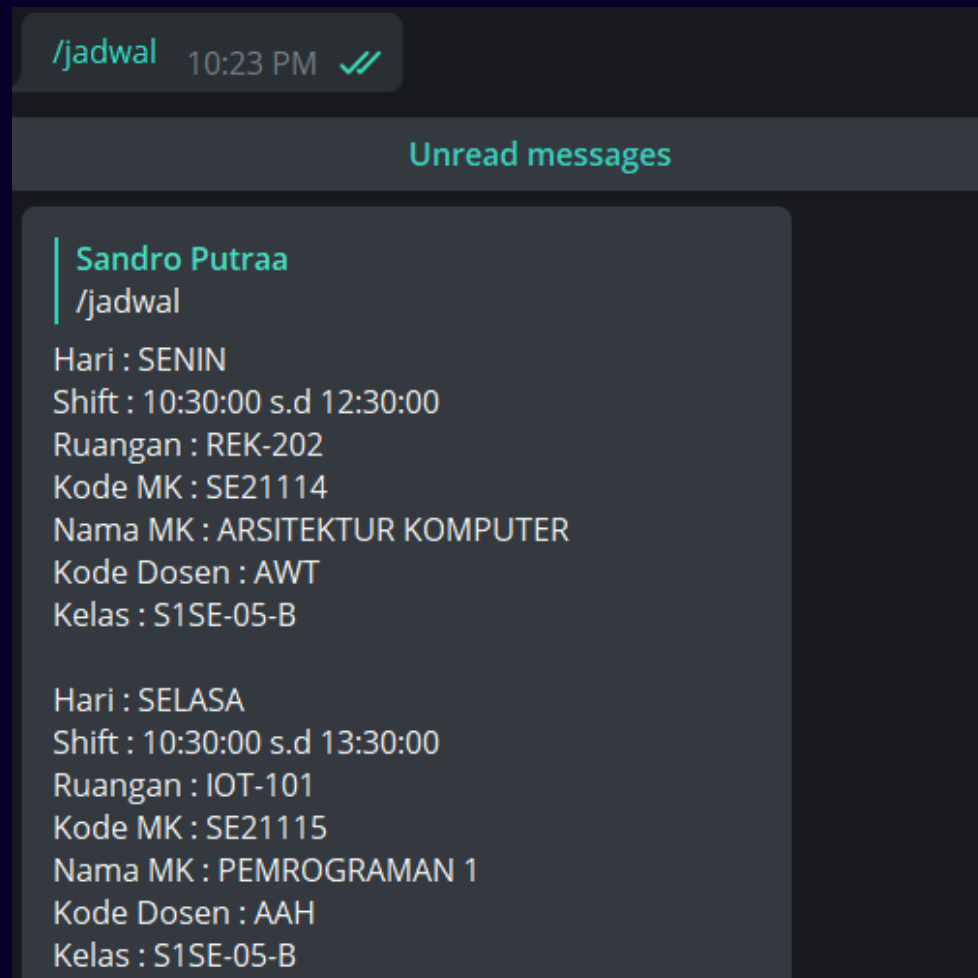 /jadwal 10:23 PM
Unread messages
Sandro Putraa
/jadwal
Hari : SENIN
Shift : 10:30:00 s.d 12:30:00
Ruangan : REK-202
Kode MK : SE21114
Nama MK : ARSITEKTUR KOMPUTER
Kode Dosen : AWT
Kelas : S1SE-05-B
Hari : SELASA
Shift : 10:30:00 s.d 13:30:00
Ruangan : IOT-101
Kode MK : SE21115
Nama MK : PEMROGRAMAN 1
Kode Dosen : AAH
Kelas : S1SE-05-B